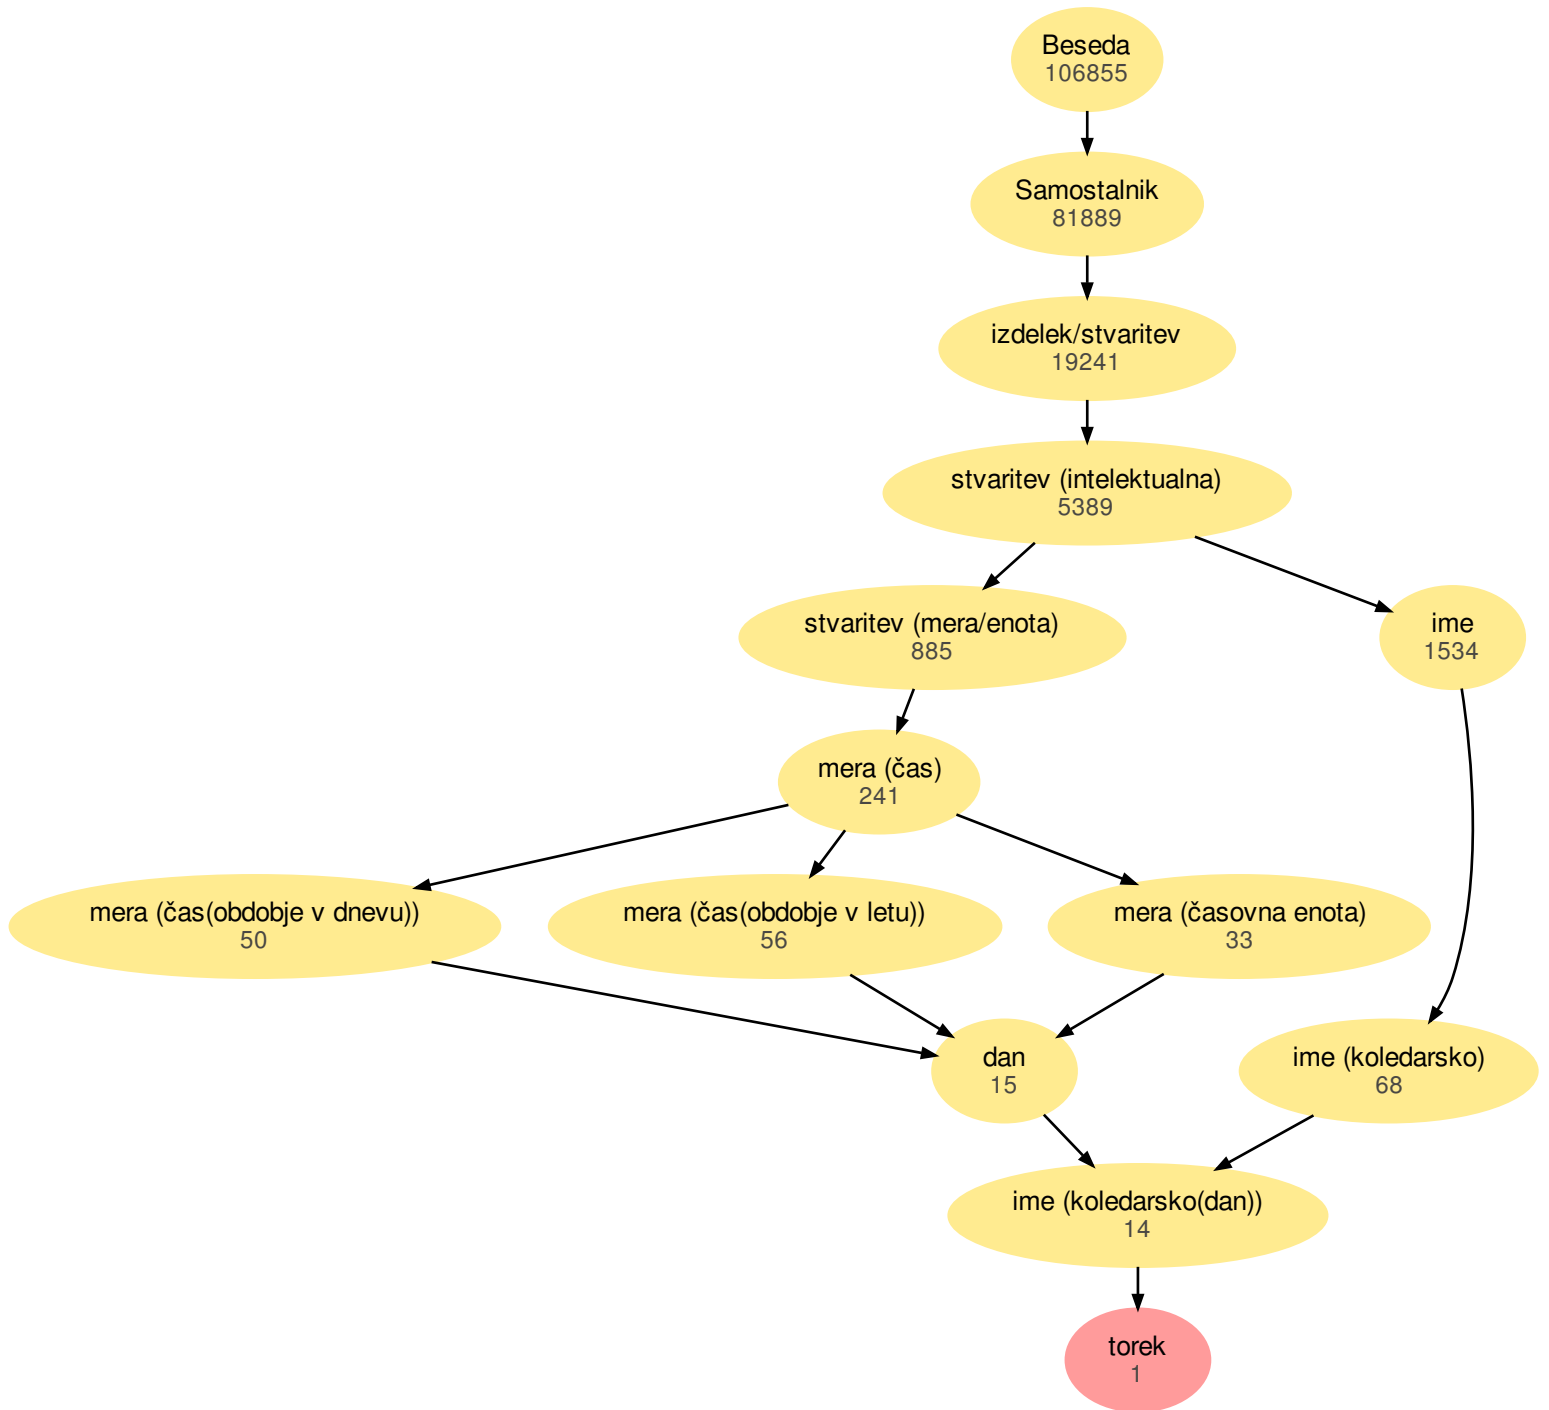 Beseda
106855
Samostalnik
81889
izdelek/stvaritev
19241
stvaritev (intelektualna)
5389
stvaritev (mera/enota)
885
ime
1534
mera (čas)
241
mera (čas(obdobje v dnevu))
50
mera (čas(obdobje v letu))
56
mera (časovna enota)
33
dan
15
ime (koledarsko)
68
ime (koledarsko(dan))
14
torek
1